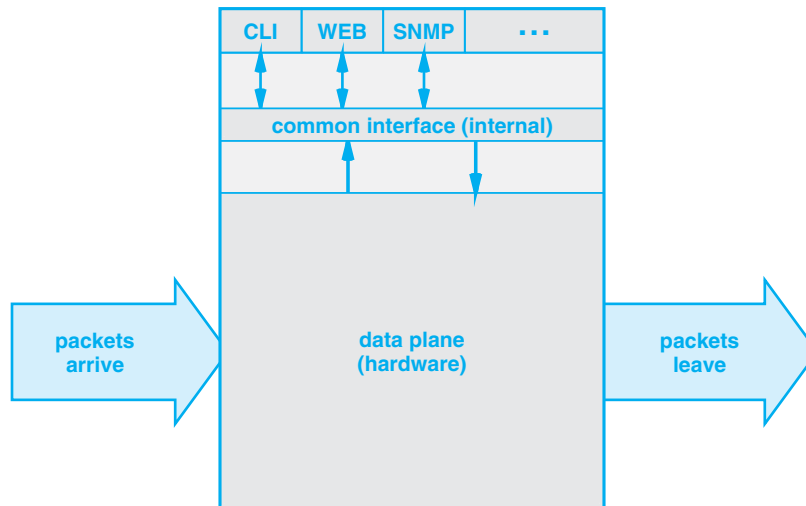 CLI WEB SNMP ...
common interface (internal)
packets
arrive
data plane
(hardware)
packets
leave